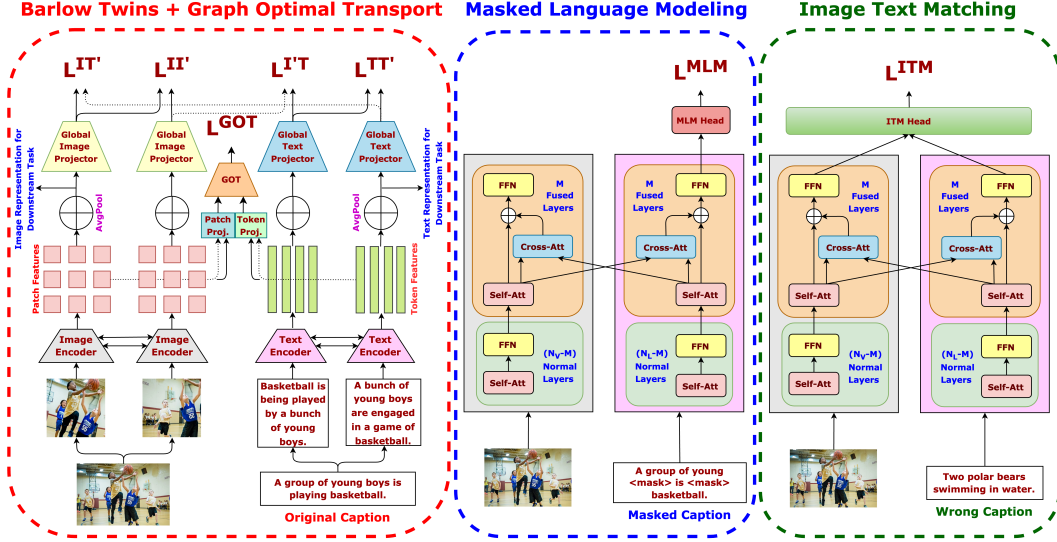 Barlow Twins + Graph Optimal Transport
L^IT'
L^II'
L^I'T
L^TT'
L^GOT
Global
Image
Projector
Global
Image
Projector
Global
Text
Projector
Global
Text
Projector
GOT
Patch
Proj.
Token
Proj.
Image Representation for
Downstream Task
AvgPool
AvgPool
Text Representation for
Downstream Task
Patch Features
Token Features
Image
Encoder
Image
Encoder
Text
Encoder
Text
Encoder
Basketball is
being played
by a bunch
of young
boys.
A bunch of
young boys
are engaged
in a game of
basketball.
A group of young boys is
playing basketball.
Original Caption
Masked Language Modeling
L^MLM
MLM Head
FFN
M
Fused
Layers
M
Fused
Layers
FFN
Cross-Att
Cross-Att
Self-Att
Self-Att
FFN
(N_V-M)
Normal
Layers
(N_L-M)
Normal
Layers
FFN
Self-Att
Self-Att
A group of young
<mask> is <mask>
basketball.
Masked Caption
Image Text Matching
L^ITM
ITM Head
FFN
M
Fused
Layers
M
Fused
Layers
FFN
Cross-Att
Cross-Att
Self-Att
Self-Att
FFN
(N_V-M)
Normal
Layers
(N_L-M)
Normal
Layers
FFN
Self-Att
Self-Att
Two polar bears
swimming in water.
Wrong Caption